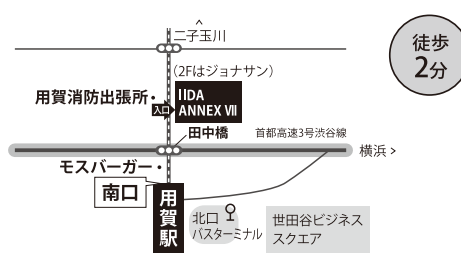 ^
二子玉川
徒歩
2分
(2Fはジョナサン)
用賀消防出張所・
入口
IIDA
ANNEX Ⅶ
田中橋
首都高速3号渋谷線
横浜 >
モスバーガー・
南口
用賀駅
北口
バスターミナル
世田谷ビジネス
スクエア